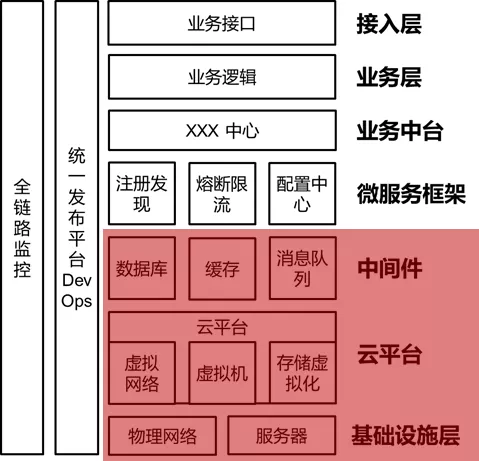 全链路监控
统一发布平台
Dev
Ops
业务接口
接入层
业务逻辑
业务层
XXX 中心
业务中台
注册发
现
熔断限
流
配置中
心
微服务框架
数据库
缓存
消息队
列
中间件
云平台
虚拟
网络
虚拟机
存储虚
拟化
云平台
物理网络
服务器
基础设施层